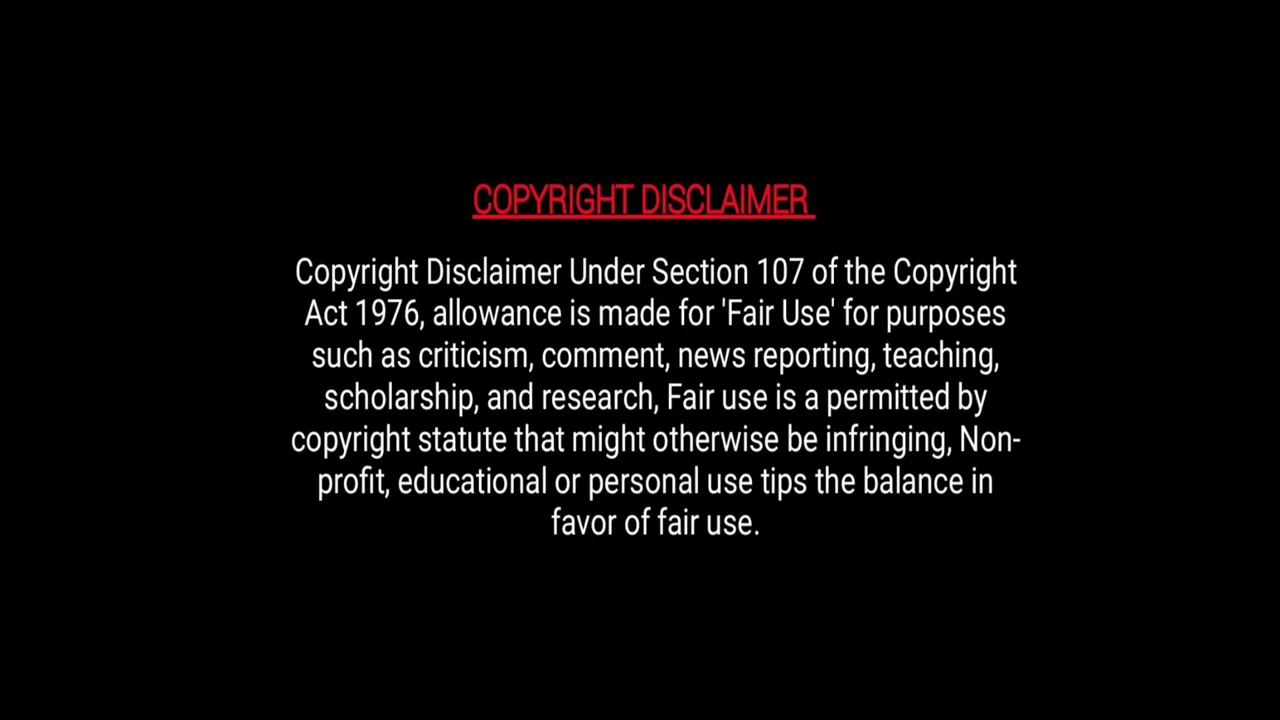 COPYRIGHT DISCLAIMER
Copyright Disclaimer Under Section 107 of the Copyright
Act 1976, allowance is made for 'Fair Use' for purposes
such as criticism, comment, news reporting, teaching,
scholarship, and research, Fair use is a permitted by
copyright statute that might otherwise be infringing, Non-
profit, educational or personal use tips the balance in
favor of fair use.